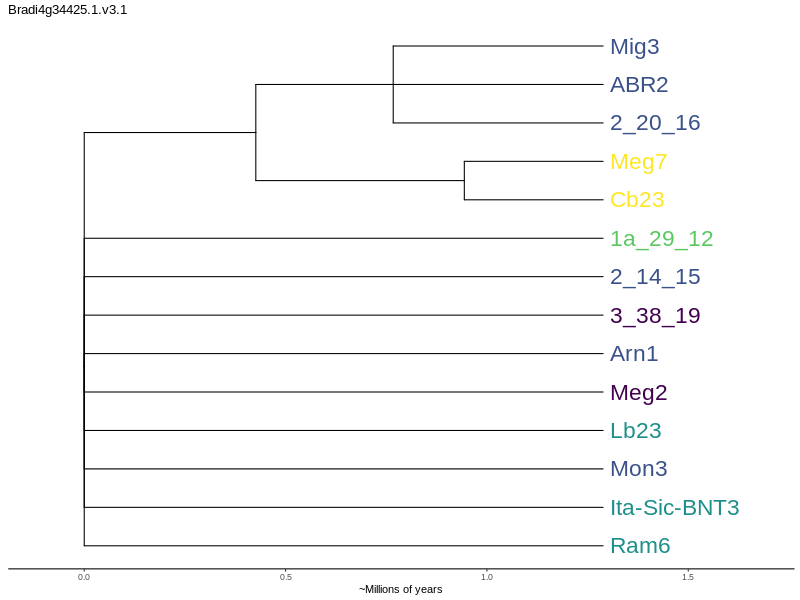 Bradi4g34425.1.v3.1
Mig3
ABR2
2_20_16
Meg7
Cb23
1a_29_12
2_14_15
3_38_19
Arn1
Meg2
Lb23
Mon3
Ita-Sic-BNT3
Ram6
0.0 0.5 1.0 1.5
~Millions of years